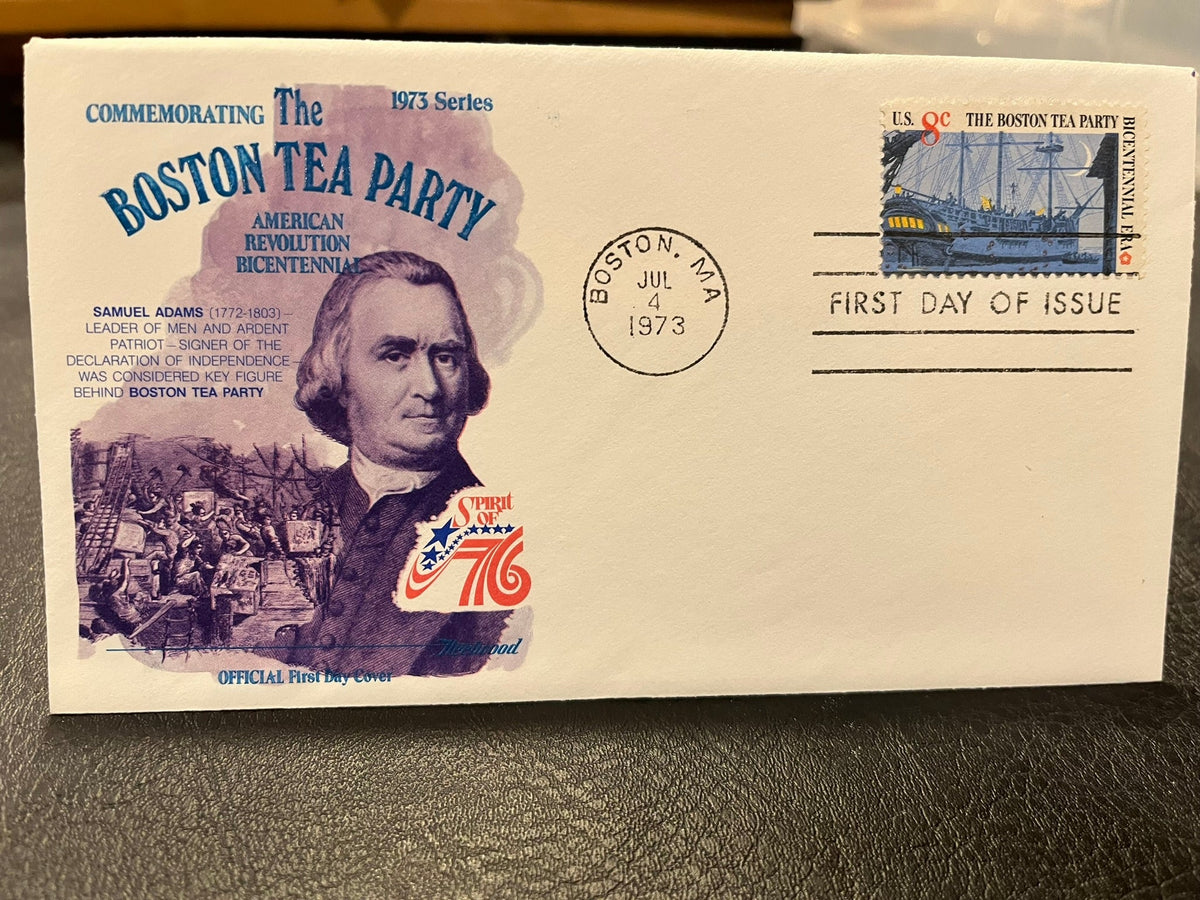 COMMEMORATING The
1973 Series
BOSTON TEA PARTY
AMERICAN
REVOLUTION
BICENTENNIAL
SAMUEL ADAMS (1772-1803)–
LEADER OF MEN AND ARDENT
PATRIOT–SIGNER OF THE
DECLARATION OF INDEPENDENCE–
WAS CONSIDERED KEY FIGURE
BEHIND BOSTON TEA PARTY
SPIRIT
OF
76
Fleetwood
OFFICIAL First Day Cover
BOSTON, MA
JUL
4
1973
U.S. 8c THE BOSTON TEA PARTY
BICENTENNIAL ERA
FIRST DAY OF ISSUE